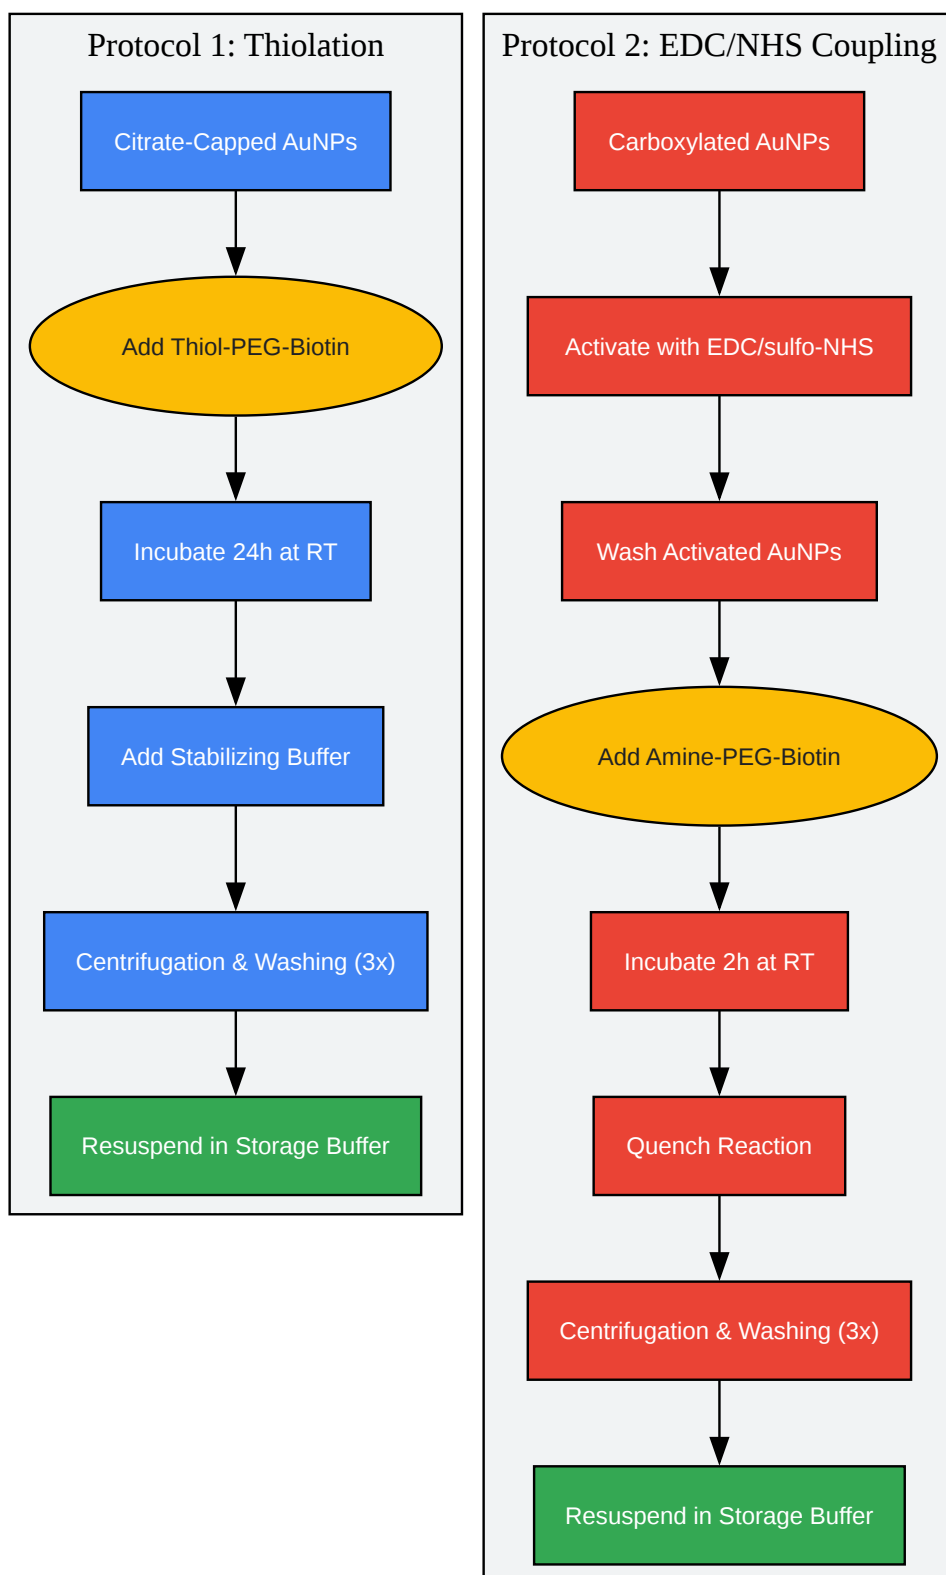 Protocol 1: Thiolation
Citrate-Capped AuNPs
Add Thiol-PEG-Biotin
Incubate 24h at RT
Add Stabilizing Buffer
Centrifugation & Washing (3x)
Resuspend in Storage Buffer
Protocol 2: EDC/NHS Coupling
Carboxylated AuNPs
Activate with EDC/sulfo-NHS
Wash Activated AuNPs
Add Amine-PEG-Biotin
Incubate 2h at RT
Quench Reaction
Centrifugation & Washing (3x)
Resuspend in Storage Buffer